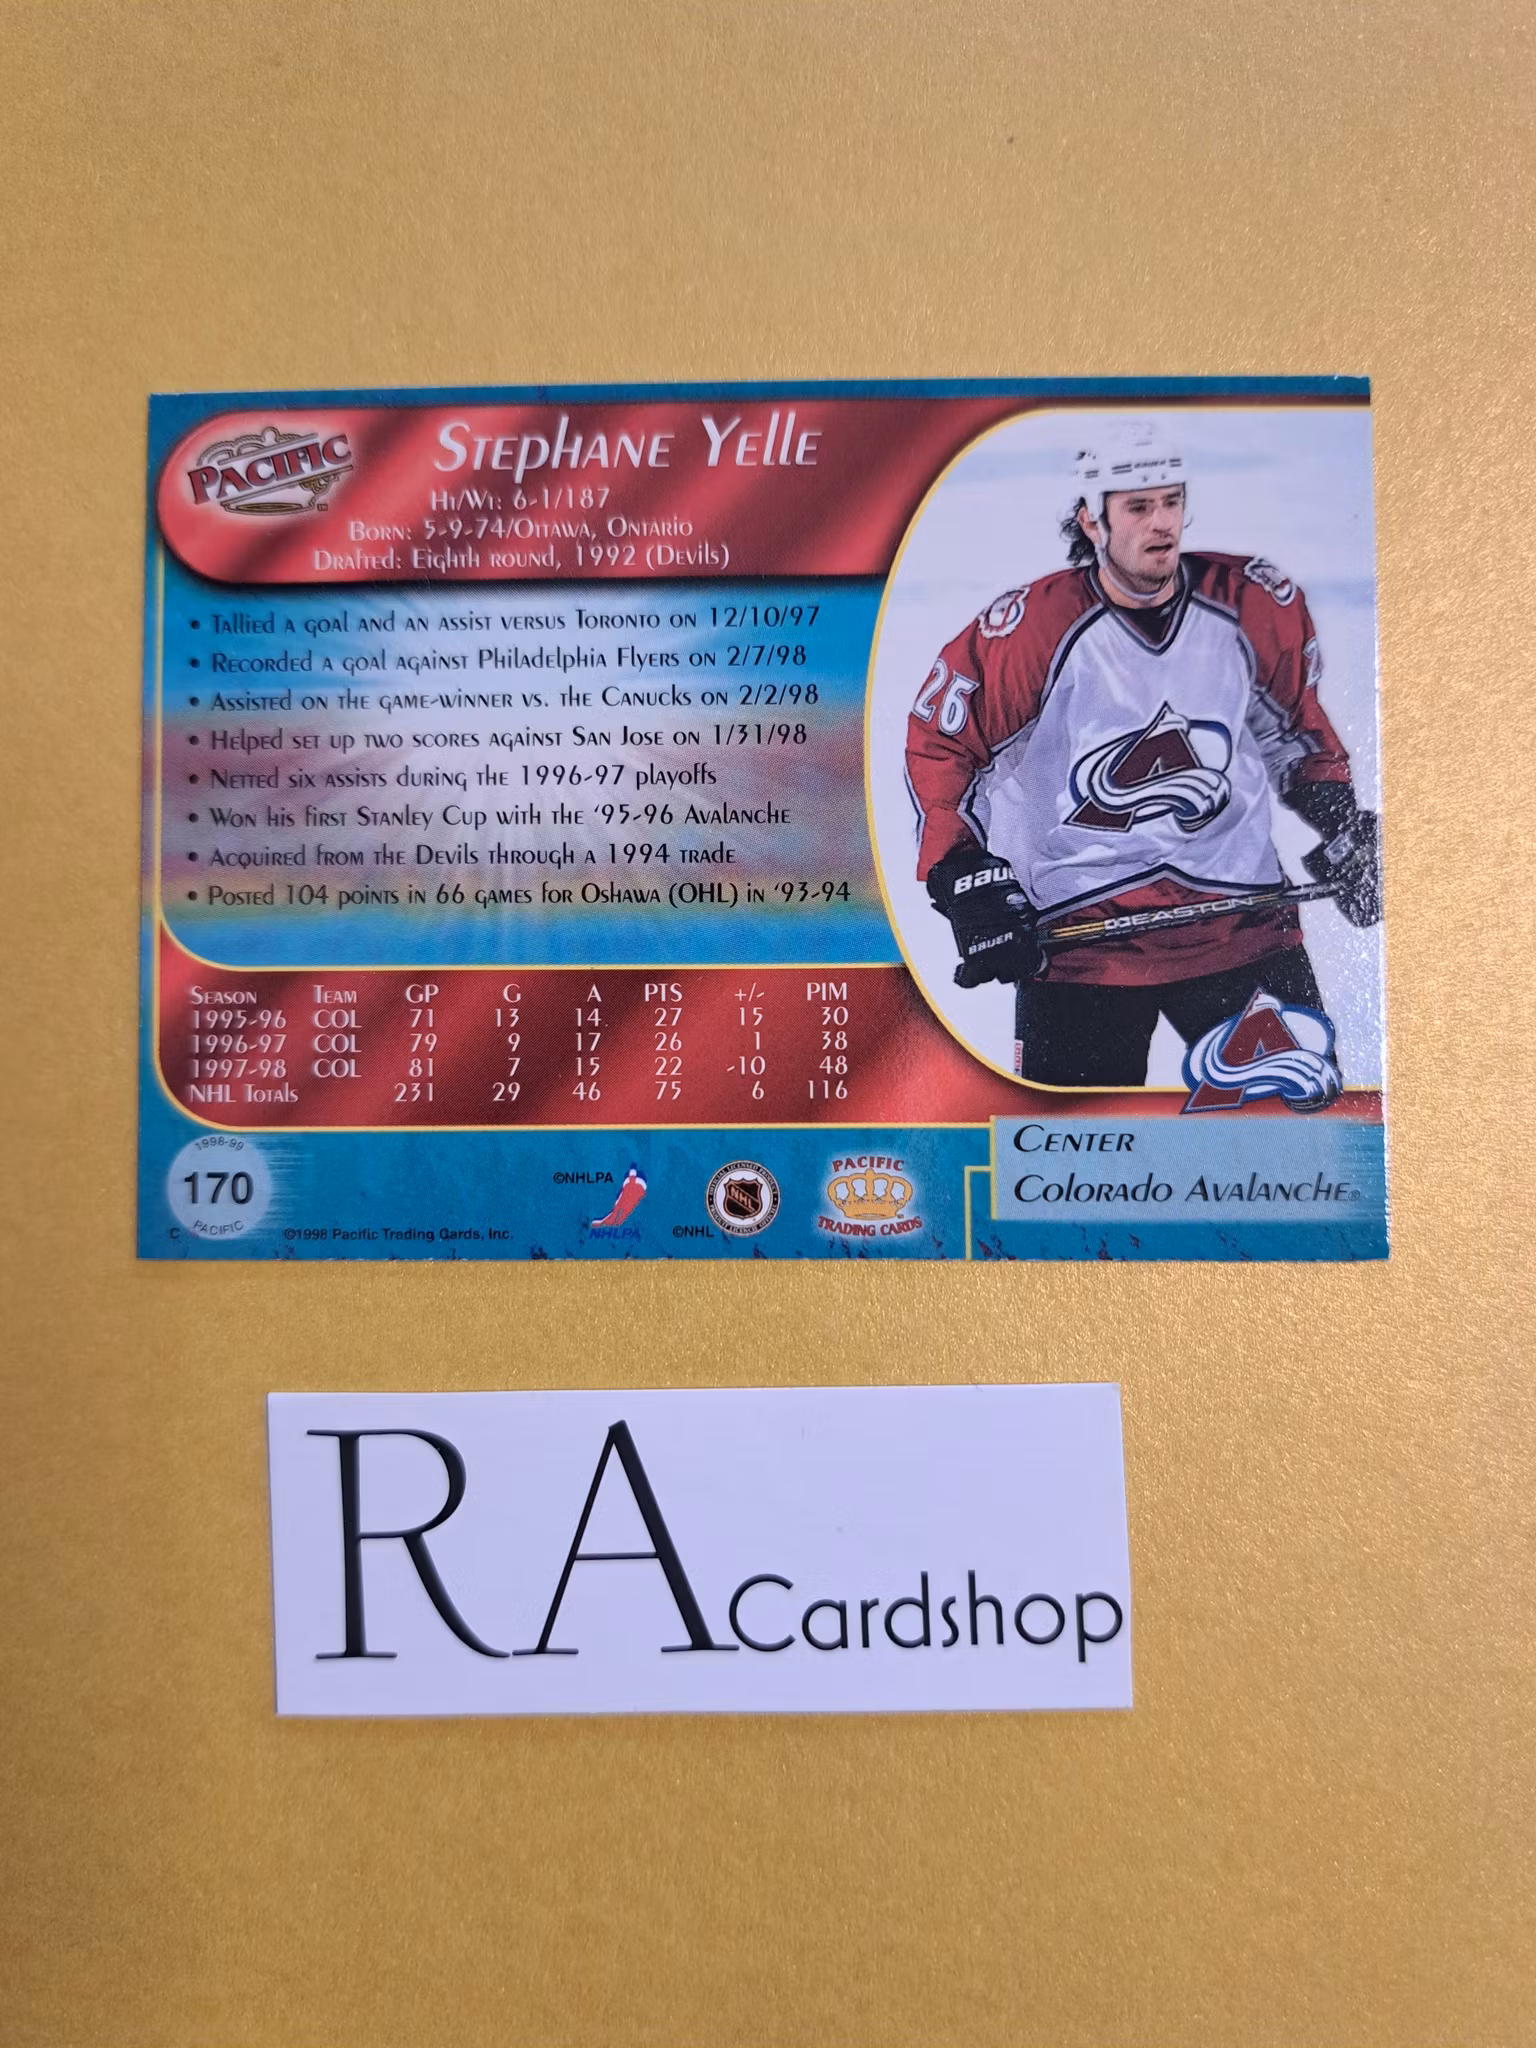 PACIFIC
Stephane Yelle
Ht/Wt: 6-1/187
Born: 5-9-74/Ottawa, Ontario
Drafted: Eighth round, 1992 (Devils)
• Tallied a goal and an assist versus Toronto on 12/10/97
• Recorded a goal against Philadelphia Flyers on 2/7/98
• Assisted on the game-winner vs. the Canucks on 2/2/98
• Helped set up two scores against San Jose on 1/31/98
• Netted six assists during the 1996-97 playoffs
• Won his first Stanley Cup with the '95-96 Avalanche
• Acquired from the Devils through a 1994 trade
• Posted 104 points in 66 games for Oshawa (OHL) in '93-94
Season Team GP G A PTS +/- PIM
1995-96 COL 71 13 14 27 15 30
1996-97 COL 79 9 17 26 1 38
1997-98 COL 81 7 15 22 -10 48
NHL Totals 231 29 46 75 6 116
26
BAUER
BAUER
EASTON
1998-99
170
PACIFIC
C
©1998 Pacific Trading Cards, Inc.
©NHLPA
NHLPA
©NHL
NHL
PACIFIC
TRADING CARDS
Center
Colorado Avalanche®
RA Cardshop